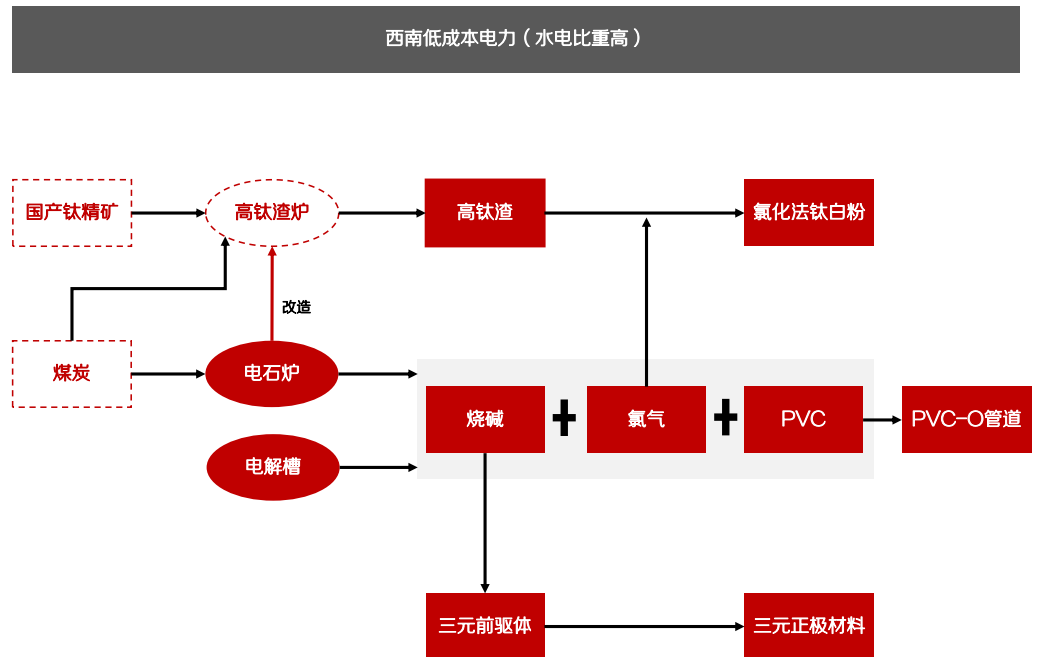 西南低成本电力（水电比重高）
国产钛精矿
高钛渣炉
高钛渣
氯化法钛白粉
改造
煤炭
电石炉
烧碱
氯气
PVC
PVC-O管道
电解槽
三元前驱体
三元正极材料